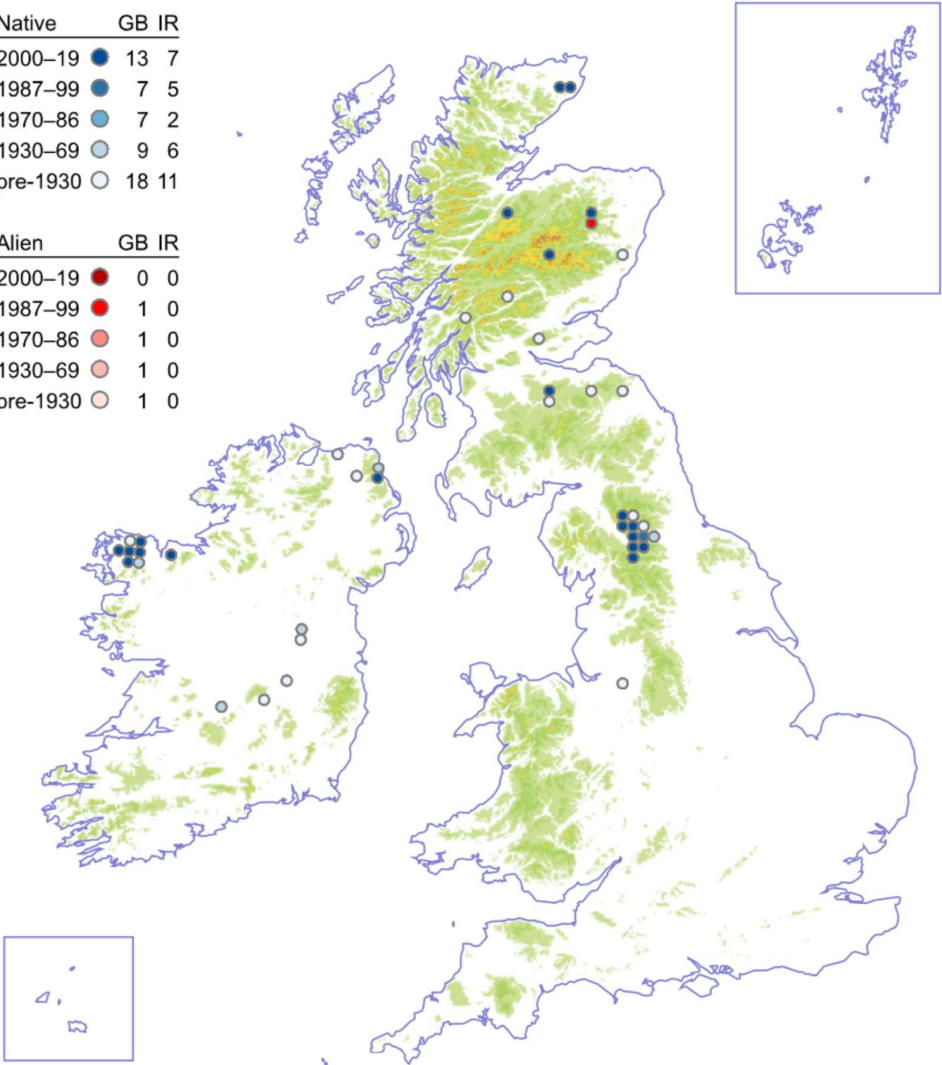 Native GB IR
2000–19 13 7
1987–99 7 5
1970–86 7 2
1930–69 9 6
pre-1930 18 11
Alien GB IR
2000–19 0 0
1987–99 1 0
1970–86 1 0
1930–69 1 0
pre-1930 1 0